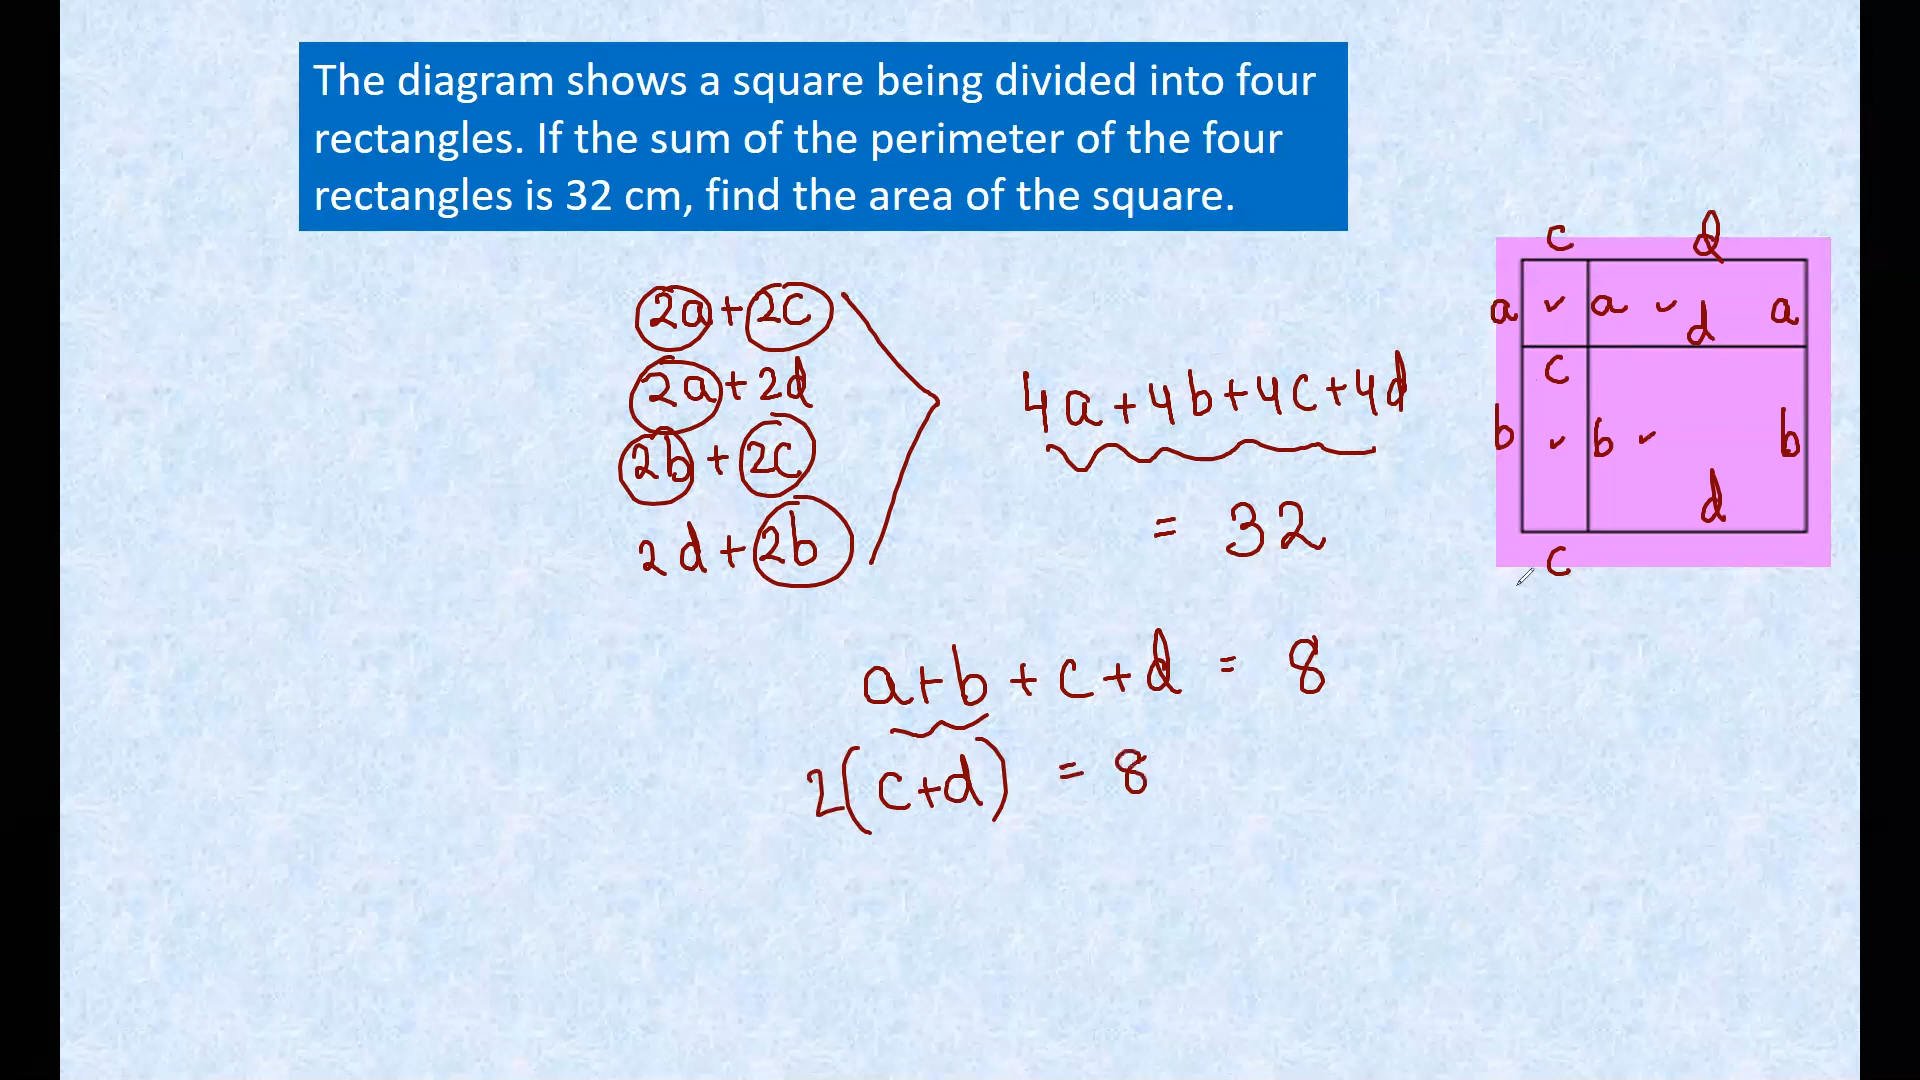 The diagram shows a square being divided into four
rectangles. If the sum of the perimeter of the four
rectangles is 32 cm, find the area of the square.
c d
a ✓ a ✓ d a
c
b ✓ b ✓ b
d
c
2a+2c
2a+2d
2b+2c
2d+2b
4a+4b+4c+4d
= 32
a+b+c+d = 8
2(c+d) = 8